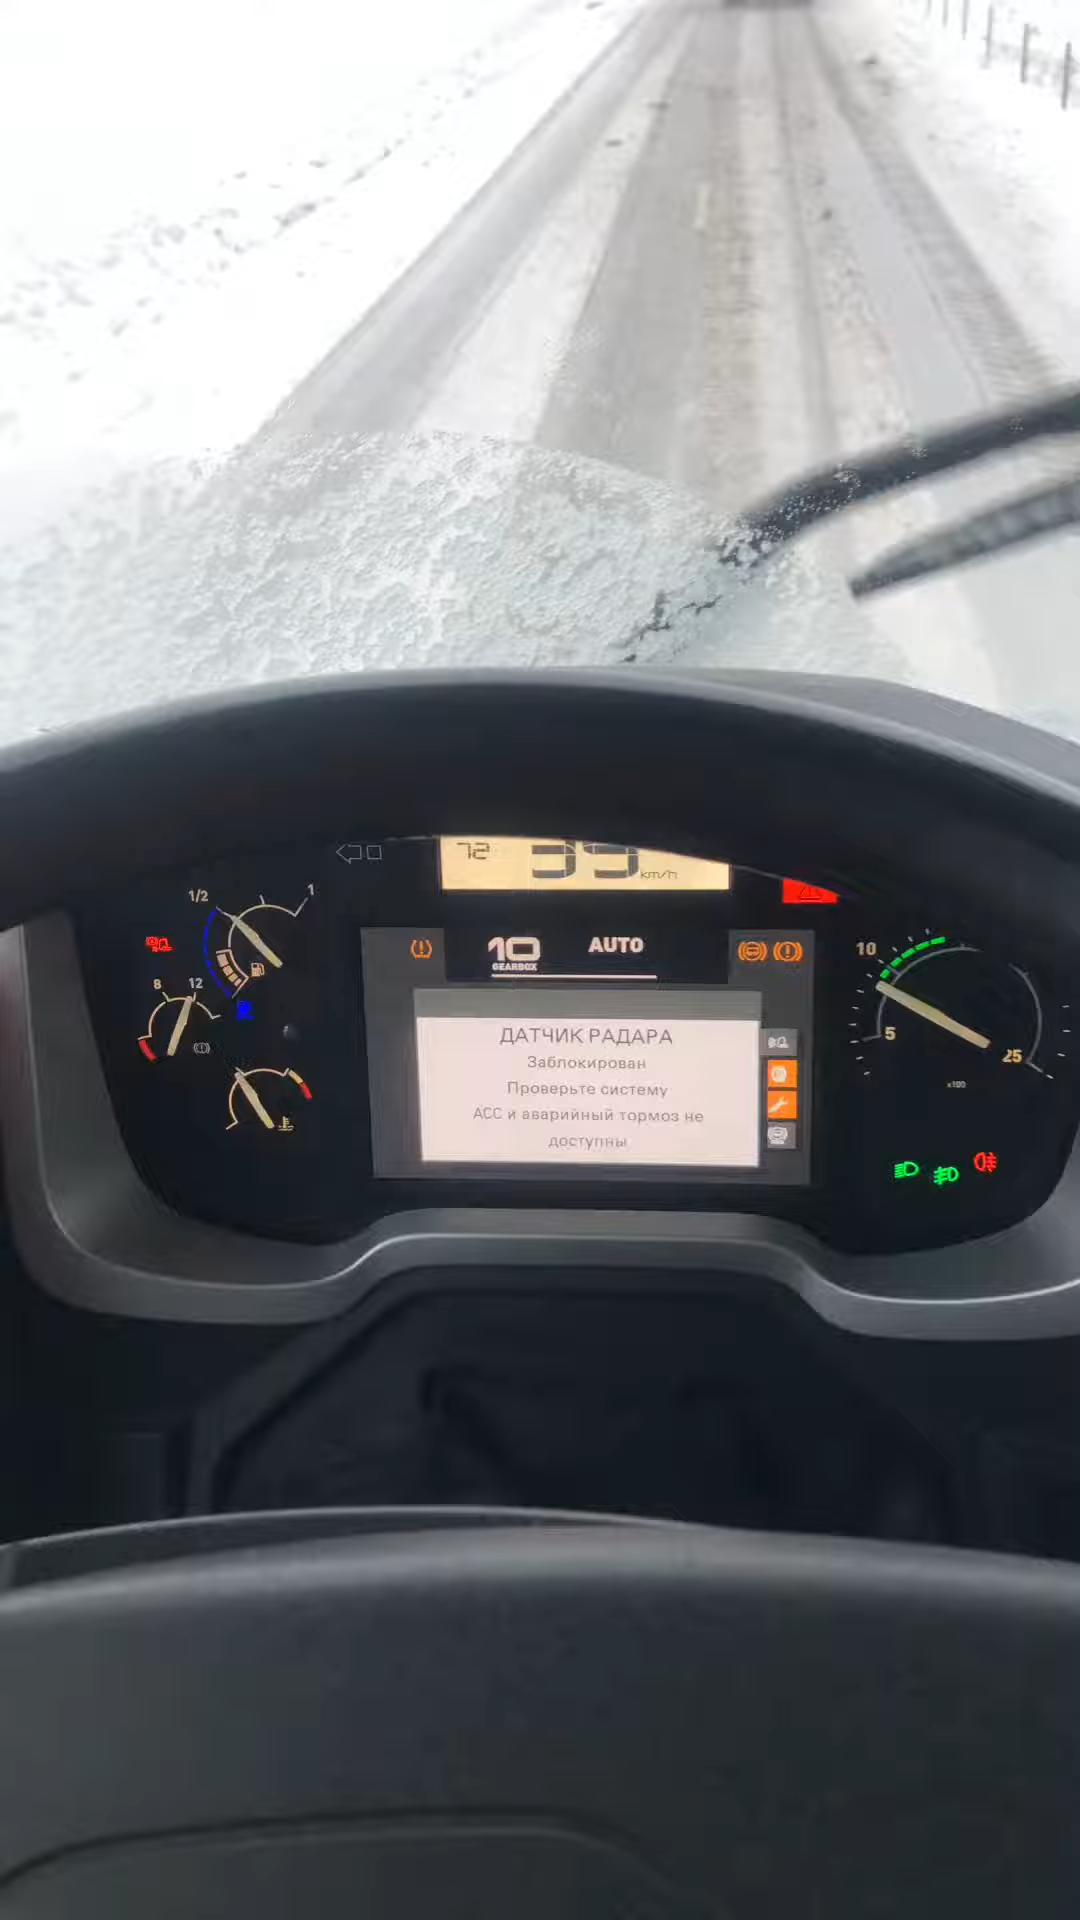 72 39 km/h
1/2 1
10 AUTO
GEARBOX
8 12
10
5
25
x100
ДАТЧИК РАДАРА
Заблокирован
Проверьте систему
ACC и аварийный тормоз не
доступны